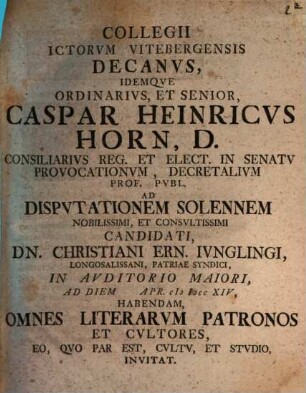 COLLEGII
ICTORVM VITEBERGENSIS
DECANVS,
IDEMQVE
ORDINARIVS, ET SENIOR,
CASPAR HEINRICVS
HORN, D.
CONSILIARIVS REG. ET ELECT. IN SENATV
PROVOCATIONVM, DECRETALIVM
PROF. PVBL.
AD
DISPVTATIONEM SOLENNEM
NOBILISSIMI, ET CONSVLTISSIMI
CANDIDATI,
DN. CHRISTIANI ERN. IVNGLINGI,
LONGOSALISSANI, PATRIAE SYNDICI,
IN AVDITORIO MAIORI,
AD DIEM APR. cIɔ Iɔcc XIV,
HABENDAM,
OMNES LITERARVM PATRONOS
ET CVLTORES,
EO, QVO PAR EST, CVLTV, ET STVDIO,
INVITAT.